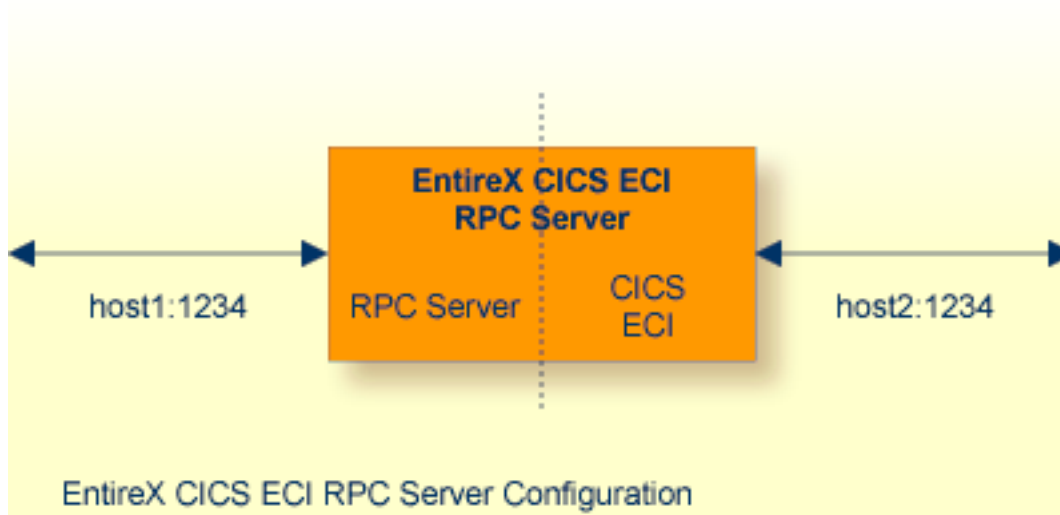 EntireX CICS ECI
RPC Server
host1:1234
RPC Server
CICS
ECI
host2:1234
EntireX CICS ECI RPC Server Configuration